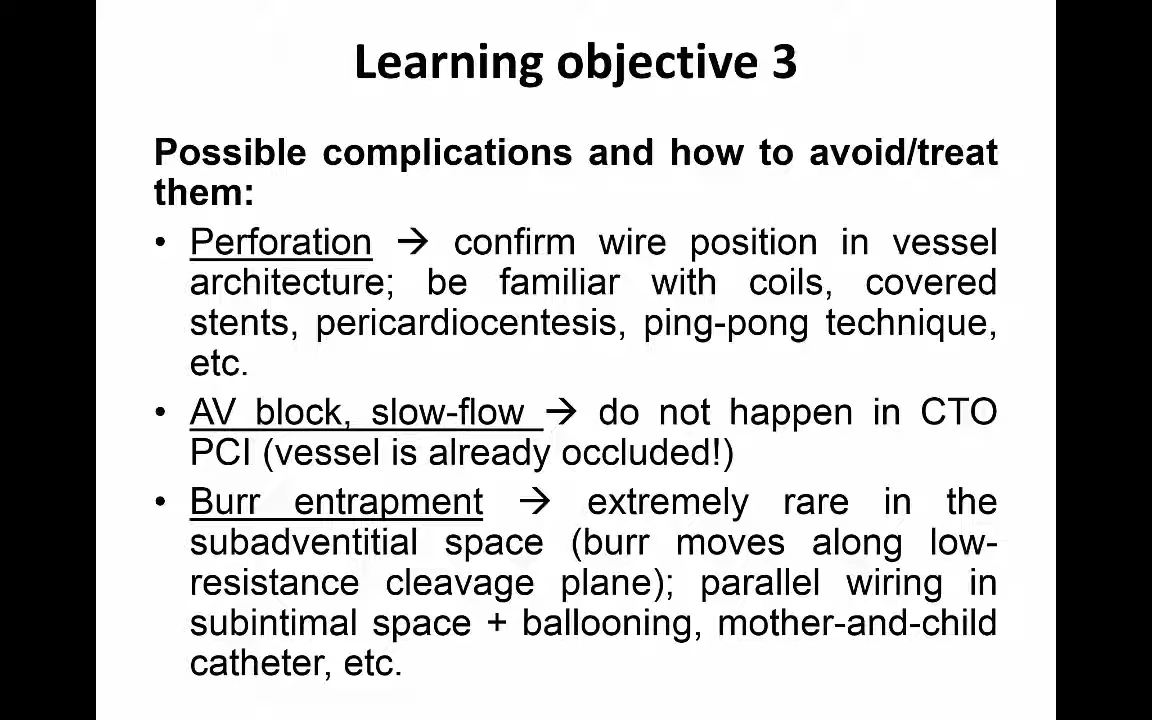 Learning objective 3
Possible complications and how to avoid/treat
them:
• Perforation → confirm wire position in vessel
architecture; be familiar with coils, covered
stents, pericardiocentesis, ping-pong technique,
etc.
• AV block, slow-flow → do not happen in CTO
PCI (vessel is already occluded!)
• Burr entrapment → extremely rare in the
subadventitial space (burr moves along low-
resistance cleavage plane); parallel wiring in
subintimal space + ballooning, mother-and-child
catheter, etc.